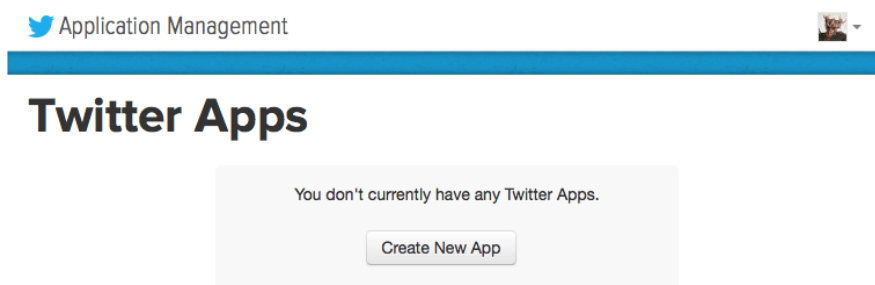 Application Management
Twitter Apps
You don't currently have any Twitter Apps.
Create New App